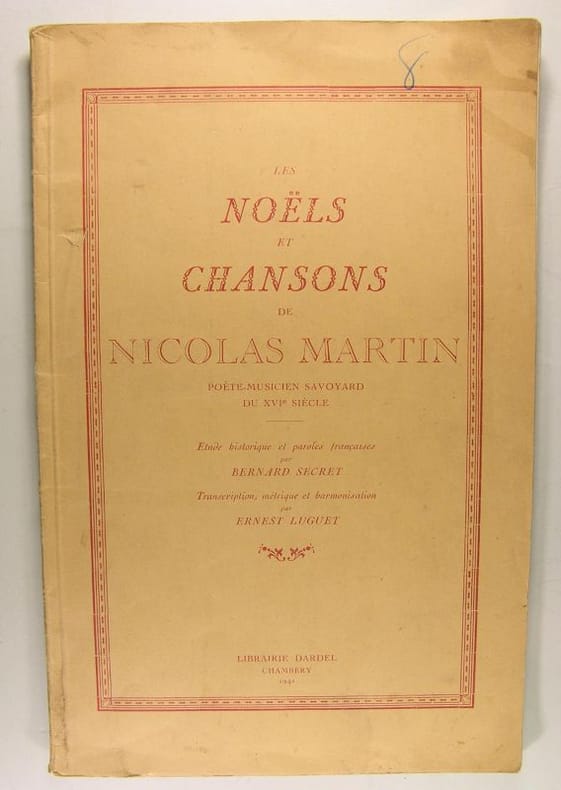 8
LES
NOËLS
ET
CHANSONS
DE
NICOLAS MARTIN
POÈTE-MUSICIEN SAVOYARD
DU XVIe SIÈCLE
Etude historique et paroles françaises
par
BERNARD SECRET
Transcription, métrique et harmonisation
par
ERNEST LUGUET
LIBRAIRIE DARDEL
CHAMBÉRY